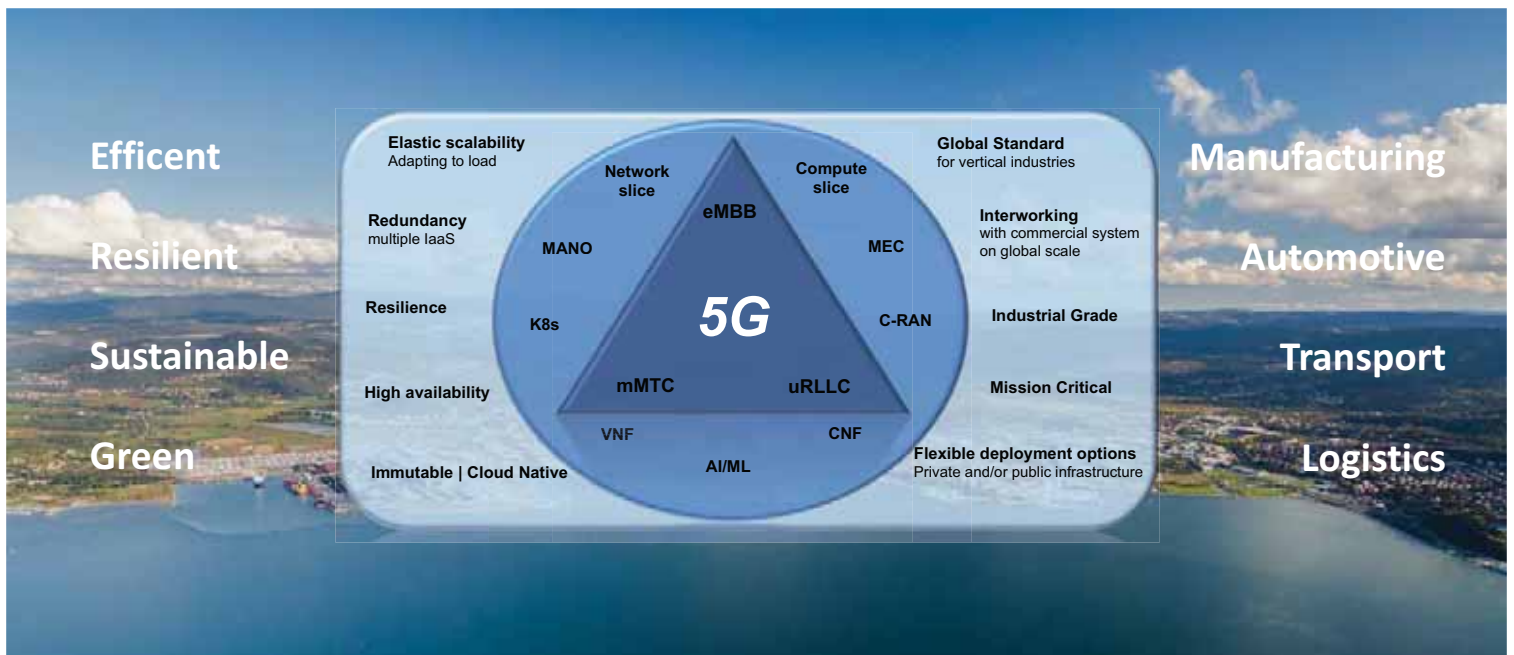 Efficent
Resilient
Sustainable
Green
Elastic scalability
Adapting to load
Redundancy
multiple IaaS
Resilience
High availability
Immutable | Cloud Native
Network
slice
Compute
slice
eMBB
MANO
MEC
5G
K8s
C-RAN
mMTC
uRLLC
VNF
CNF
AI/ML
Global Standard
for vertical industries
Interworking
with commercial system
on global scale
Industrial Grade
Mission Critical
Flexible deployment options
Private and/or public infrastructure
Manufacturing
Automotive
Transport
Logistics